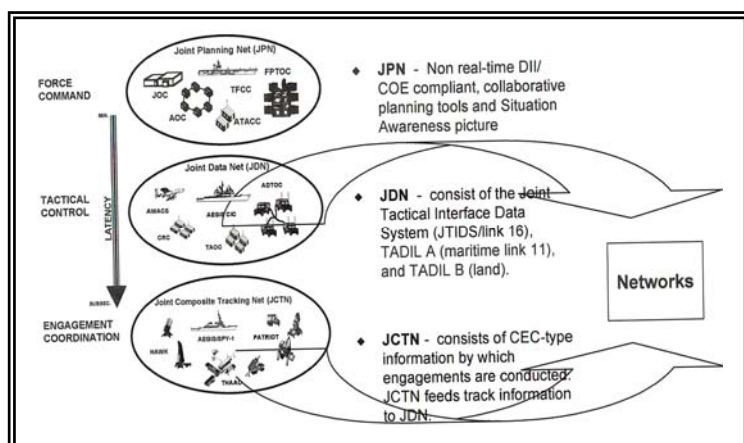 Joint Planning Net (JPN)
FORCE
COMMAND
JOC
TFCC
FPTOC
AOC
ATACC
MIN.
LATENCY
Joint Data Net (JDN)
TACTICAL
CONTROL
AWACS
AEGIS CIC
ADTOC
CRC
TAOC
SUBSEC.
ENGAGEMENT
COORDINATION
Joint Composite Tracking Net (JCTN)
AEGIS/SPY-1
PATRIOT
HAWK
THAAD
◆ JPN - Non real-time DII/
COE compliant, collaborative
planning tools and Situation
Awareness picture
◆ JDN - consist of the Joint
Tactical Interface Data
System (JTIDS/link 16),
TADIL A (maritime link 11),
and TADIL B (land).
◆ JCTN - consists of CEC-type
information by which
engagements are conducted.
JCTN feeds track information
to JDN.
Networks